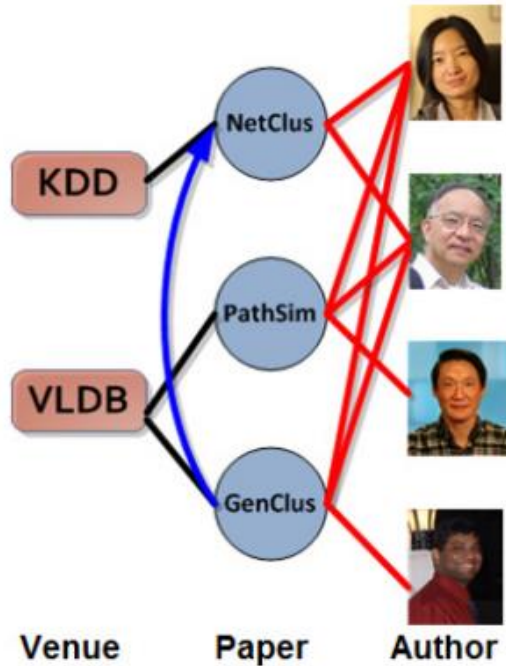 NetClus
KDD
PathSim
VLDB
GenClus
Venue Paper Author